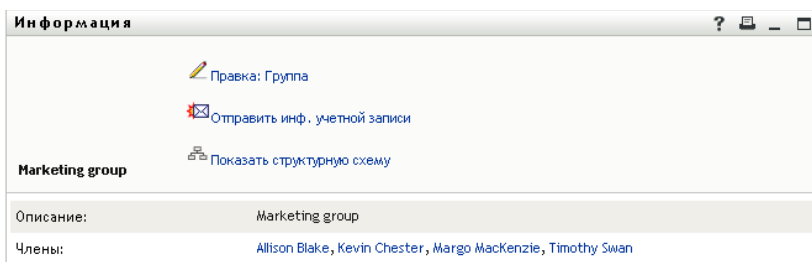 Информация ?
Правка: Группа
Отправить инф. учетной записи
Показать структурную схему
Marketing group
Описание: Marketing group
Члены: Allison Blake, Kevin Chester, Margo MacKenzie, Timothy Swan